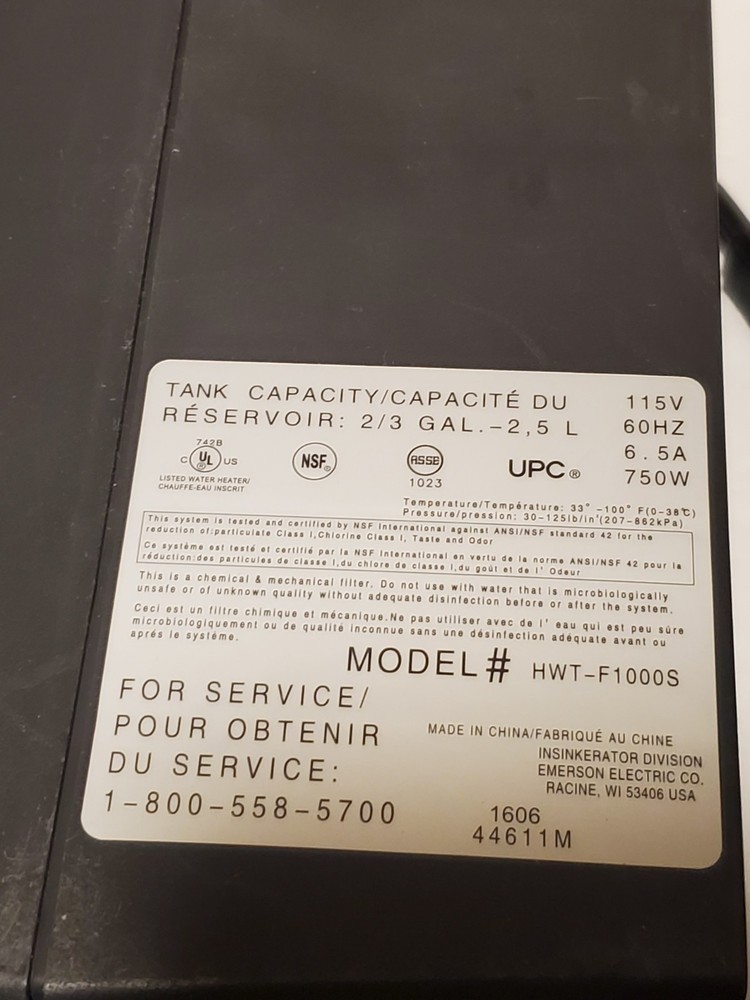 TANK CAPACITY/CAPACITÉ DU
RÉSERVOIR: 2/3 GAL.-2,5 L
115V
60HZ
6.5A
750W
742B
C UL US
LISTED WATER HEATER/
CHAUFFE-EAU INSCRIT
NSF®
ASSE
1023
UPC®
Temperature/Température: 33° -100° F(0-38℃)
Pressure/pression: 30-125lb/in²(207-862kPa)
This system is tested and certified by NSF International against ANSI/NSF standard 42 for the
reduction of:particulate Class I,Chlorine Class I, Taste and Odor
Ce système est testé et certifié par la NSF International en vertu de la norme ANSI/NSF 42 pour la
réduction:des particules de classe I,du chlore de classe I,du goût et de l' Odeur
This is a chemical & mechanical filter. Do not use with water that is microbiologically
unsafe or of unknown quality without adequate disinfection before or after the system.
Ceci est un filtre chimique et mécanique.Ne pas utiliser avec de l' eau qui est peu sûre
microbiologiquement ou de qualité inconnue sans une désinfection adéquate avant ou
après le système.
MODEL# HWT-F1000S
FOR SERVICE/
POUR OBTENIR
DU SERVICE:
1-800-558-5700
MADE IN CHINA/FABRIQUÉ AU CHINE
INSINKERATOR DIVISION
EMERSON ELECTRIC CO.
RACINE, WI 53406 USA
1606
44611M